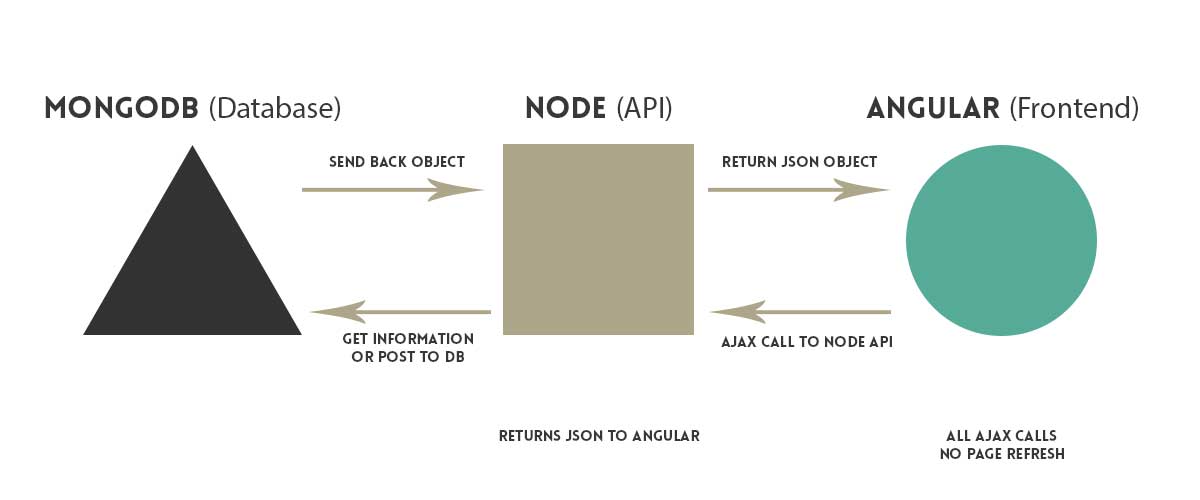 MONGODB (Database)
NODE (API)
ANGULAR (Frontend)
SEND BACK OBJECT
RETURN JSON OBJECT
GET INFORMATION
OR POST TO DB
AJAX CALL TO NODE API
RETURNS JSON TO ANGULAR
ALL AJAX CALLS
NO PAGE REFRESH